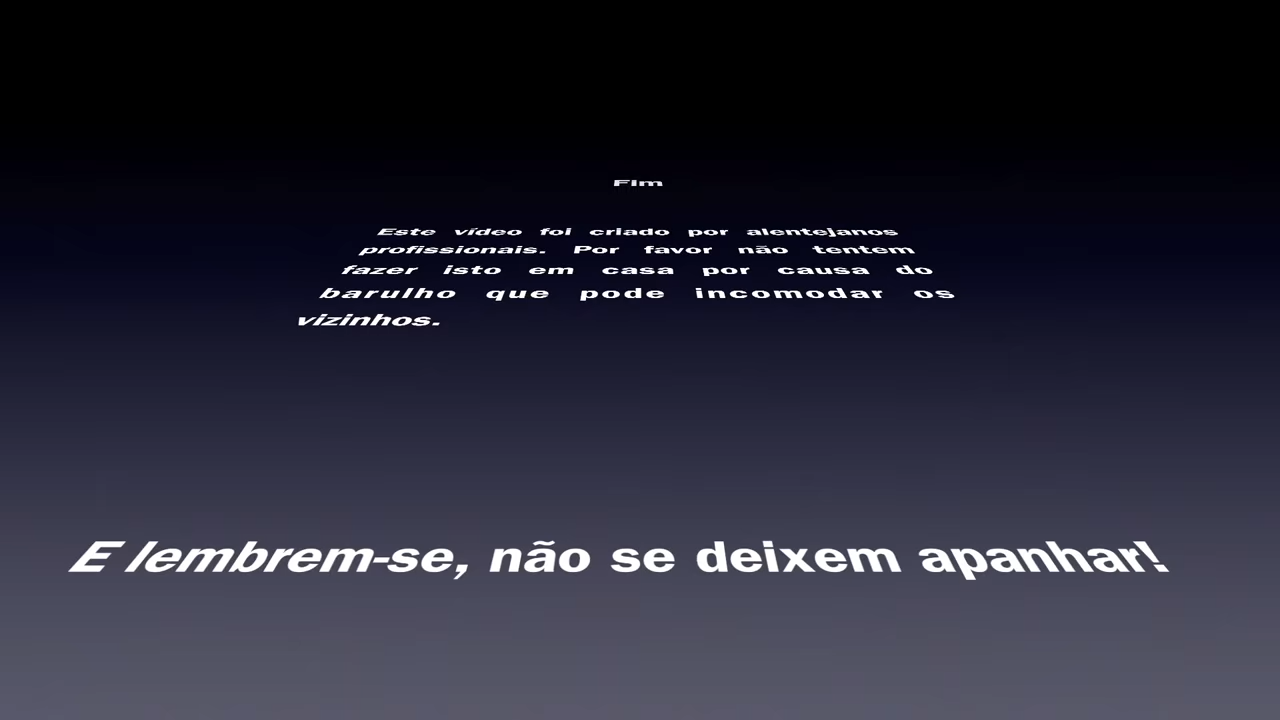 Fim
Este vídeo foi criado por alentejanos
profissionais. Por favor não tentem
fazer isto em casa por causa do
barulho que pode incomodar os
vizinhos.
E lembrem-se, não se deixem apanhar!